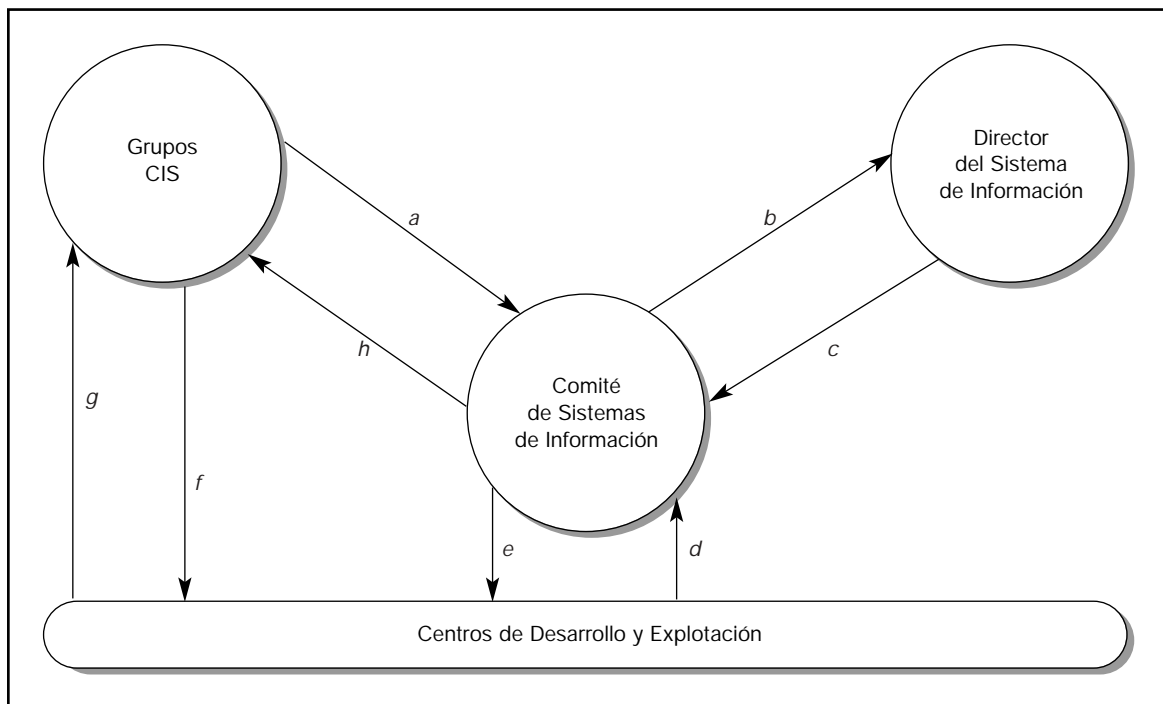 Grupos
CIS
Director
del Sistema
de Información
a
b
h
c
Comité
de Sistemas
de Información
g
f
e
d
Centros de Desarrollo y Explotación